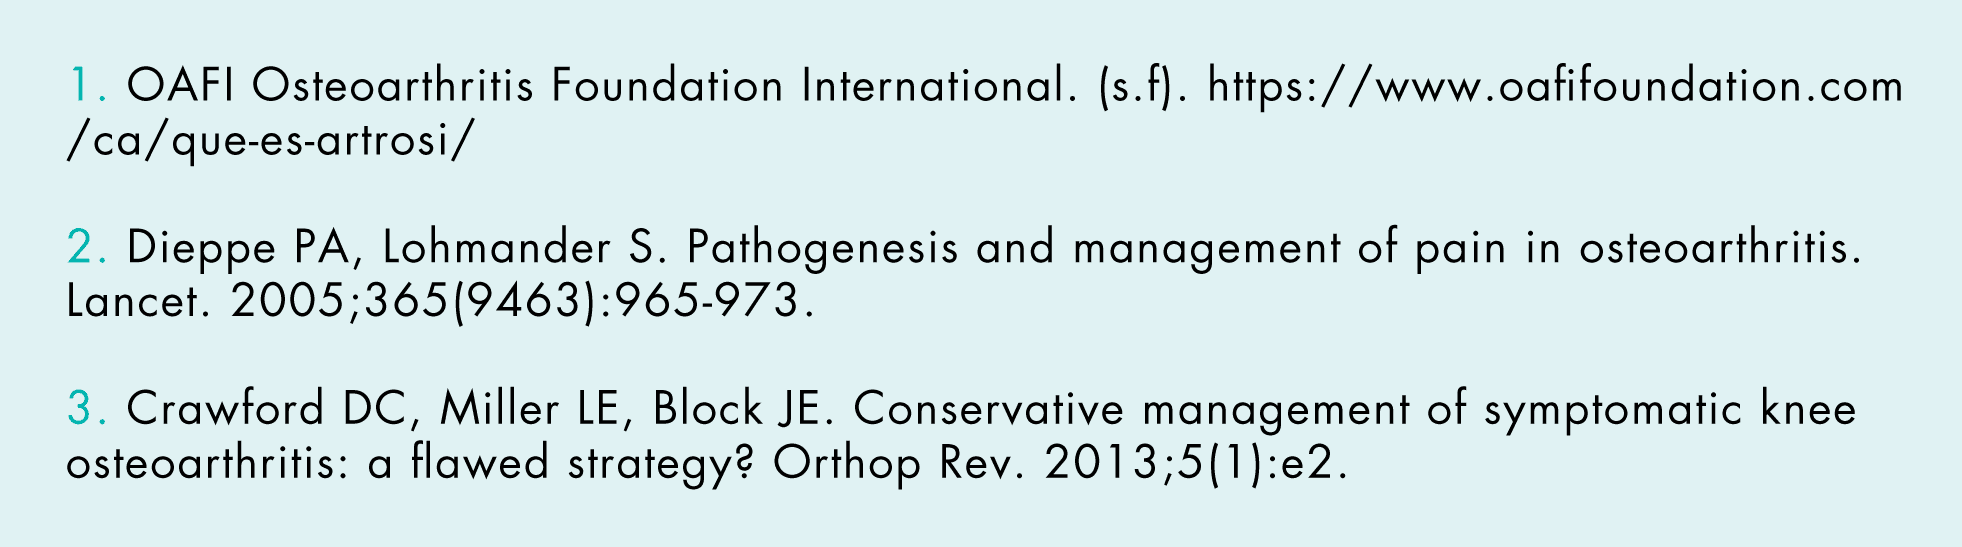 1. OAFI Osteoarthritis Foundation International. (s.f). https://www.oafifoundation.com
/ca/que-es-artrosi/
2. Dieppe PA, Lohmander S. Pathogenesis and management of pain in osteoarthritis.
Lancet. 2005;365(9463):965-973.
3. Crawford DC, Miller LE, Block JE. Conservative management of symptomatic knee
osteoarthritis: a flawed strategy? Orthop Rev. 2013;5(1):e2.